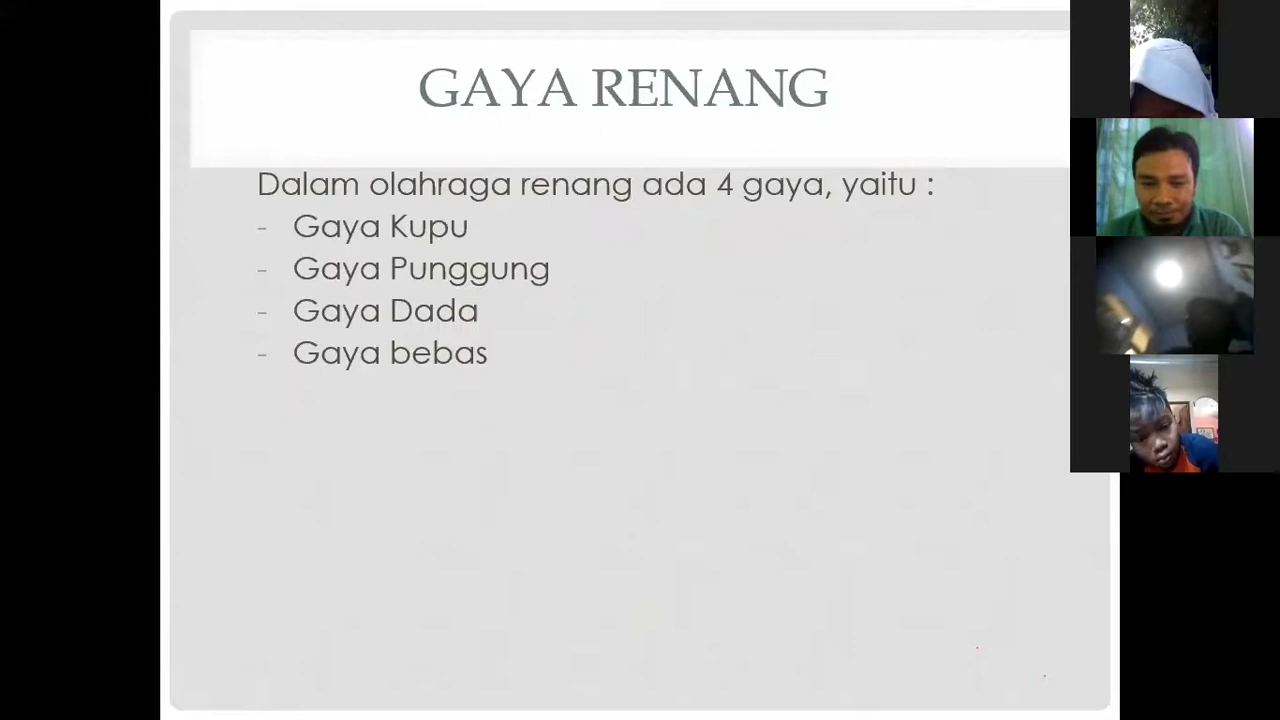 GAYA RENANG
Dalam olahraga renang ada 4 gaya, yaitu :
- Gaya Kupu
- Gaya Punggung
- Gaya Dada
- Gaya bebas